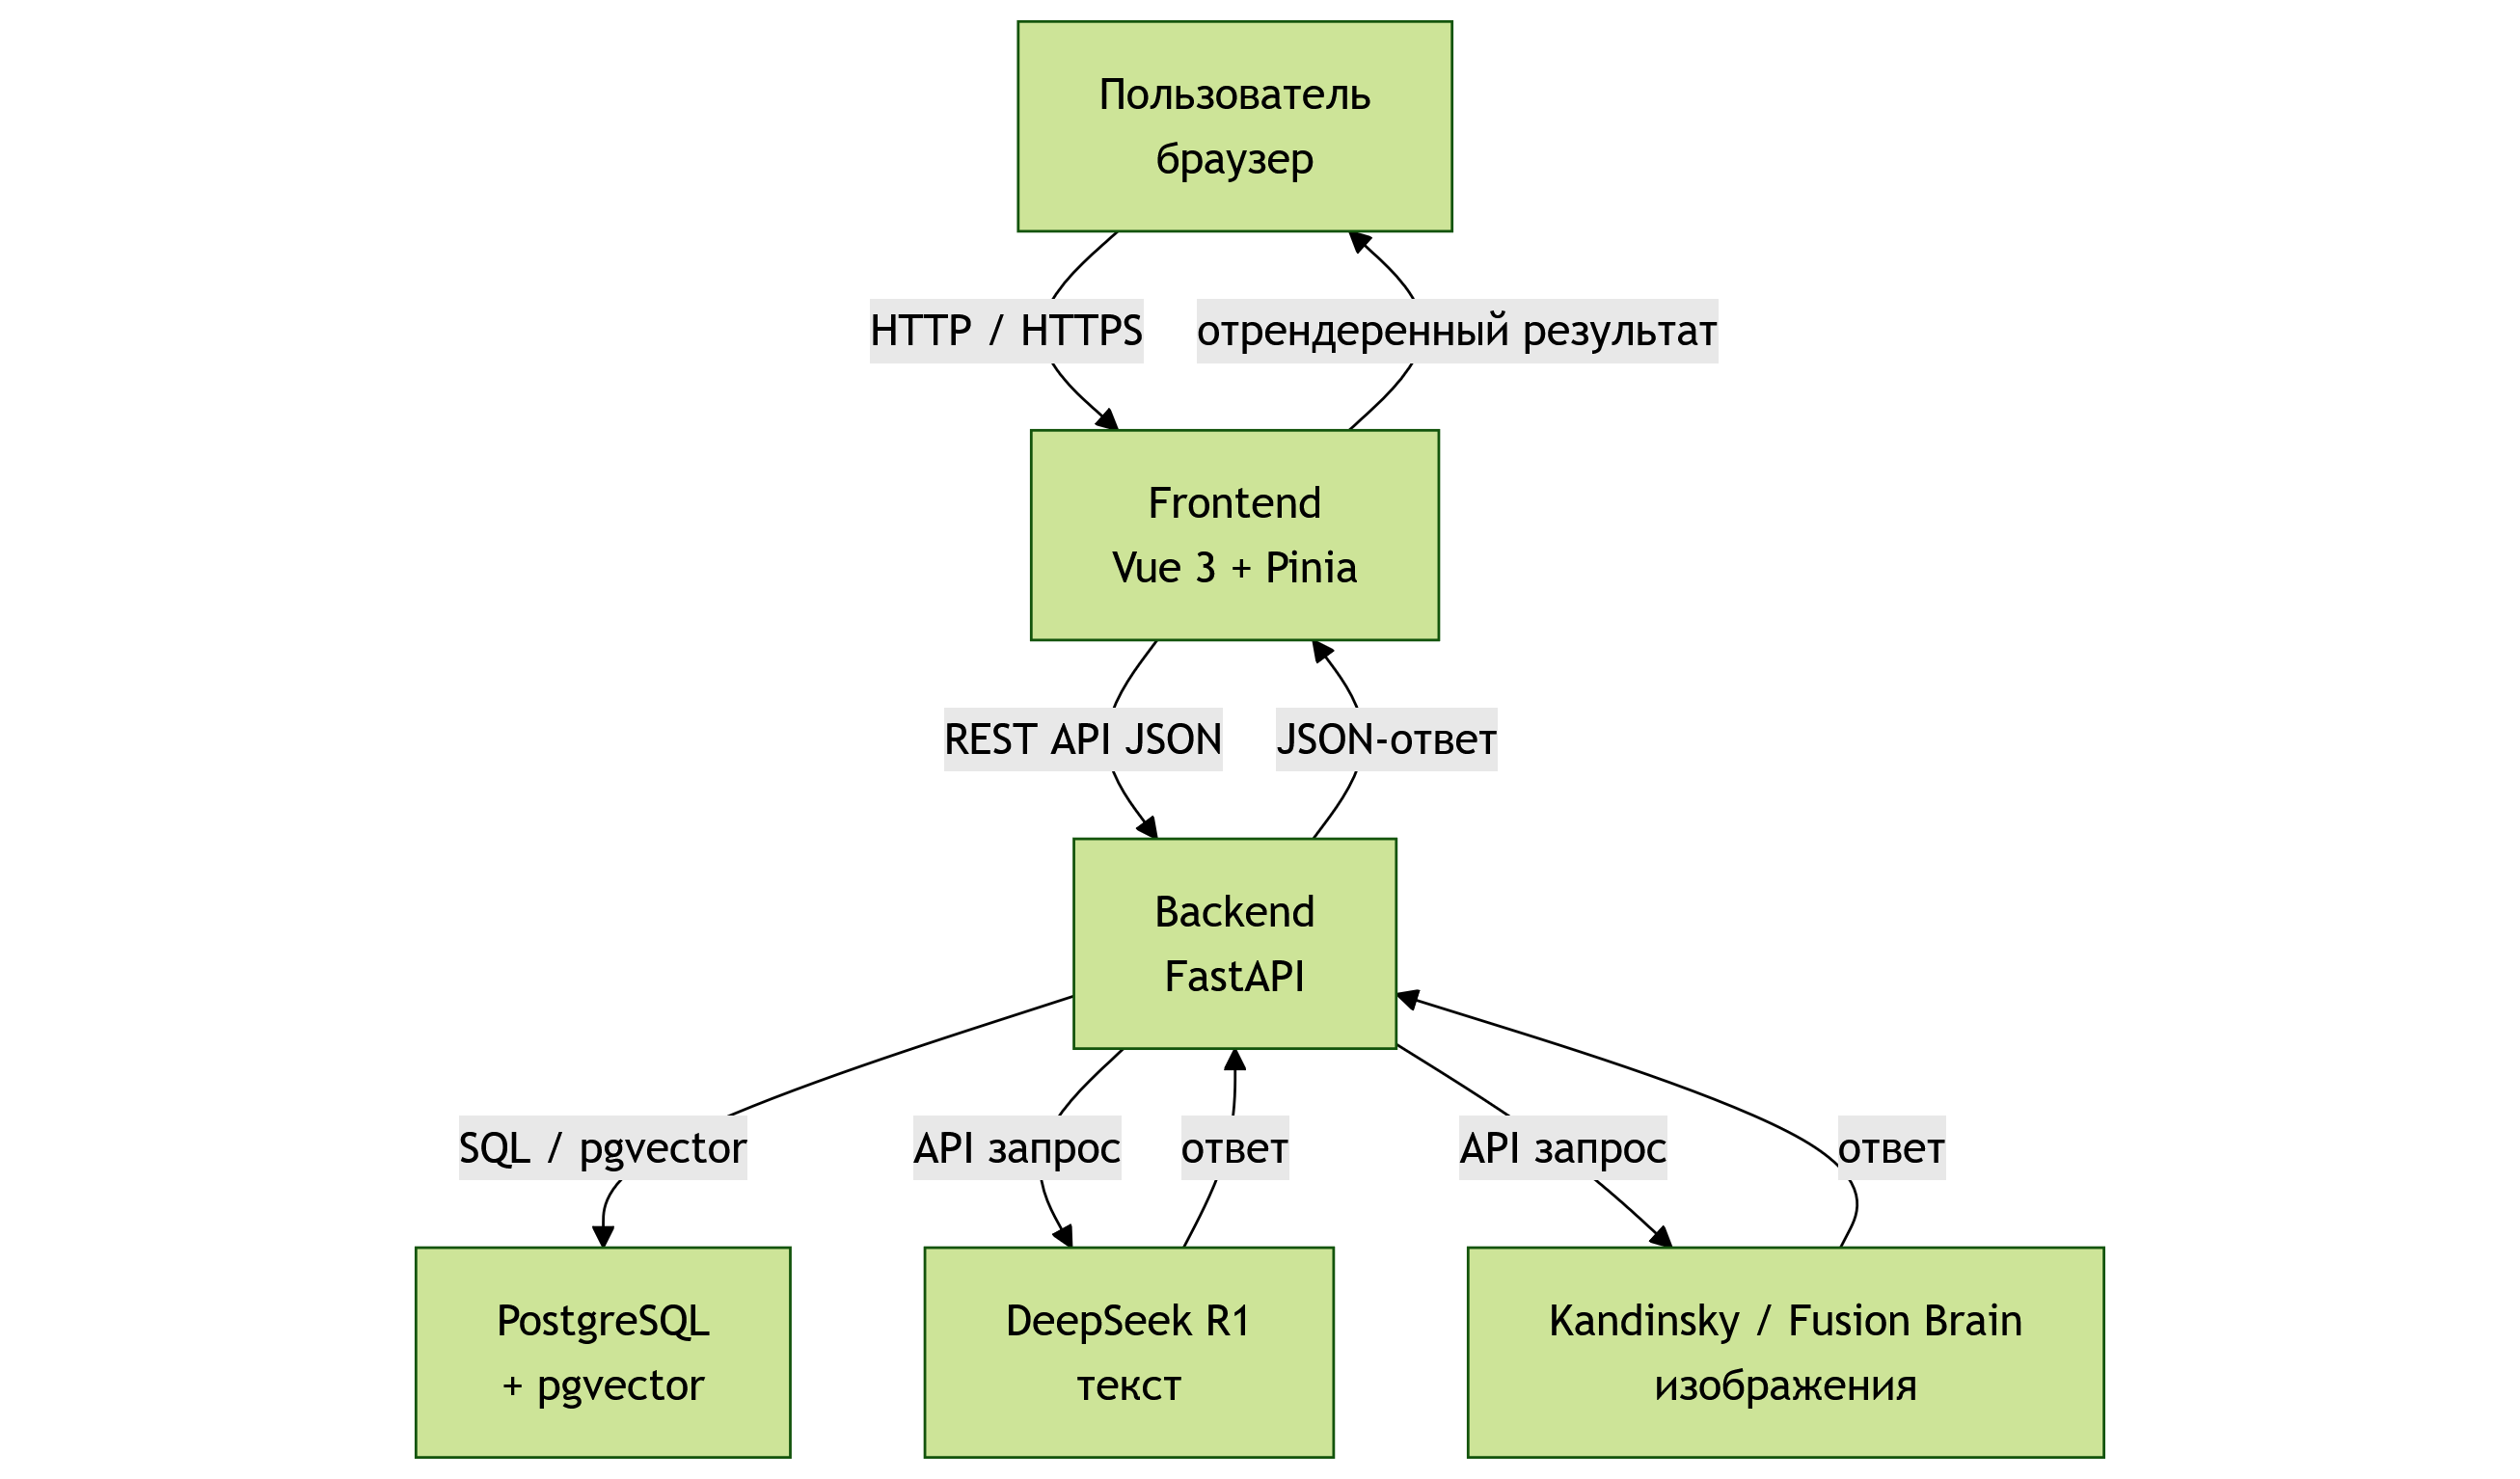 Пользователь
браузер
HTTP / HTTPS
отрендеренный результат
Frontend
Vue 3 + Pinia
REST API JSON
JSON-ответ
Backend
FastAPI
SQL / pgvector
API запрос
ответ
API запрос
ответ
PostgreSQL
+ pgvector
DeepSeek R1
текст
Kandinsky / Fusion Brain
изображения